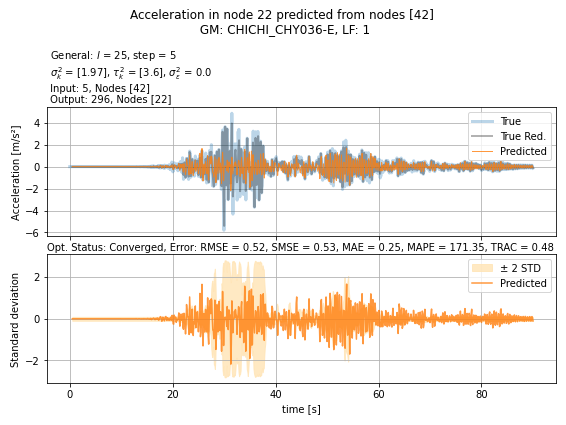 Acceleration in node 22 predicted from nodes [42]
GM: CHICHI_CHY036-E, LF: 1
General: l = 25, step = 5
σ²ₖ = [1.97], τ²ₖ = [3.6], σ²ε = 0.0
Input: 5, Nodes [42]
Output: 296, Nodes [22]
Acceleration [m/s²]
4
2
0
−2
−4
−6
True
True Red.
Predicted
Opt. Status: Converged, Error: RMSE = 0.52, SMSE = 0.53, MAE = 0.25, MAPE = 171.35, TRAC = 0.48
Standard deviation
2
0
−2
± 2 STD
Predicted
0 20 40 60 80
time [s]